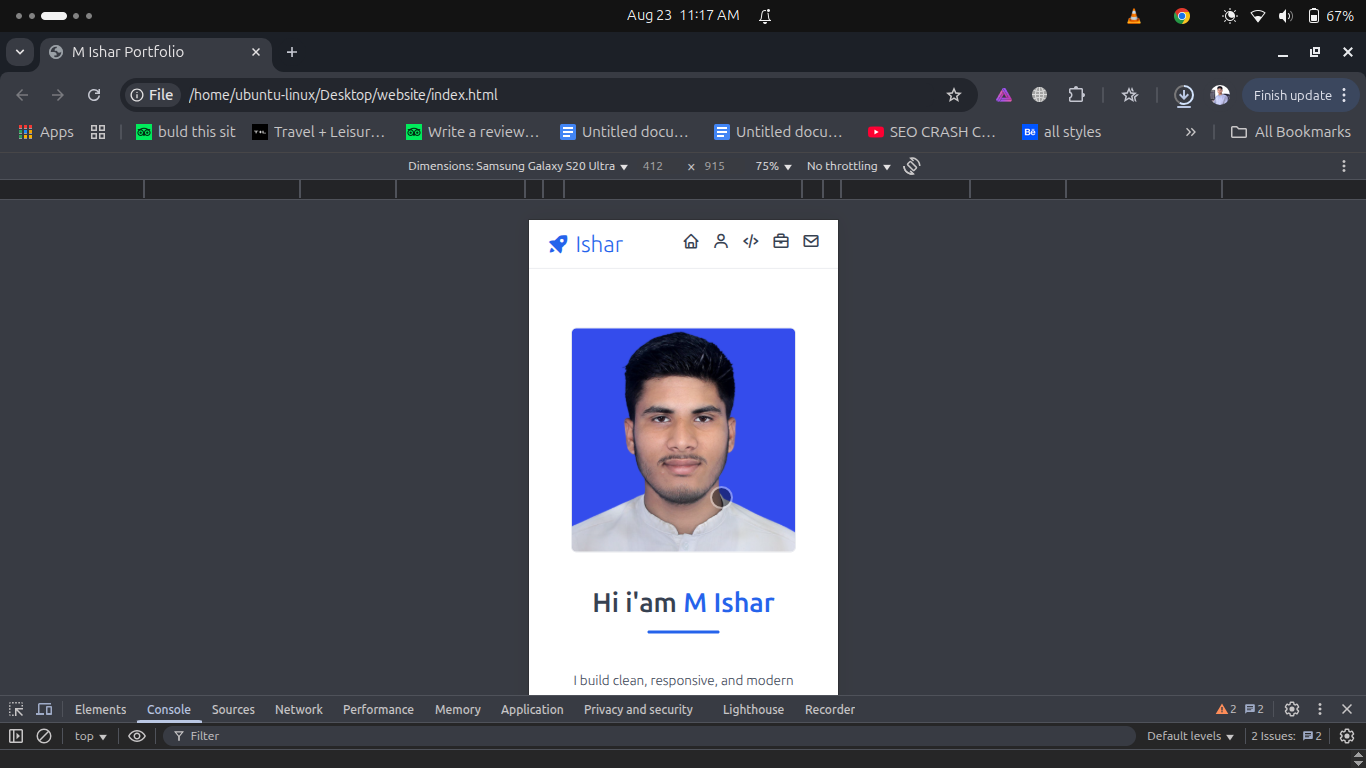 Aug 23 11:17 AM
67%
M Ishar Portfolio
File /home/ubuntu-linux/Desktop/website/index.html
Finish update
Apps
buld this sit
Travel + Leisur…
Write a review…
Untitled docu…
Untitled docu…
SEO CRASH C…
Bē all styles
All Bookmarks
Dimensions: Samsung Galaxy S20 Ultra 412 × 915 75% No throttling
Ishar
Hi i'am M Ishar
I build clean, responsive, and modern
Elements Console Sources Network Performance Memory Application Privacy and security Lighthouse Recorder 2 2
top Filter Default levels 2 Issues: 2